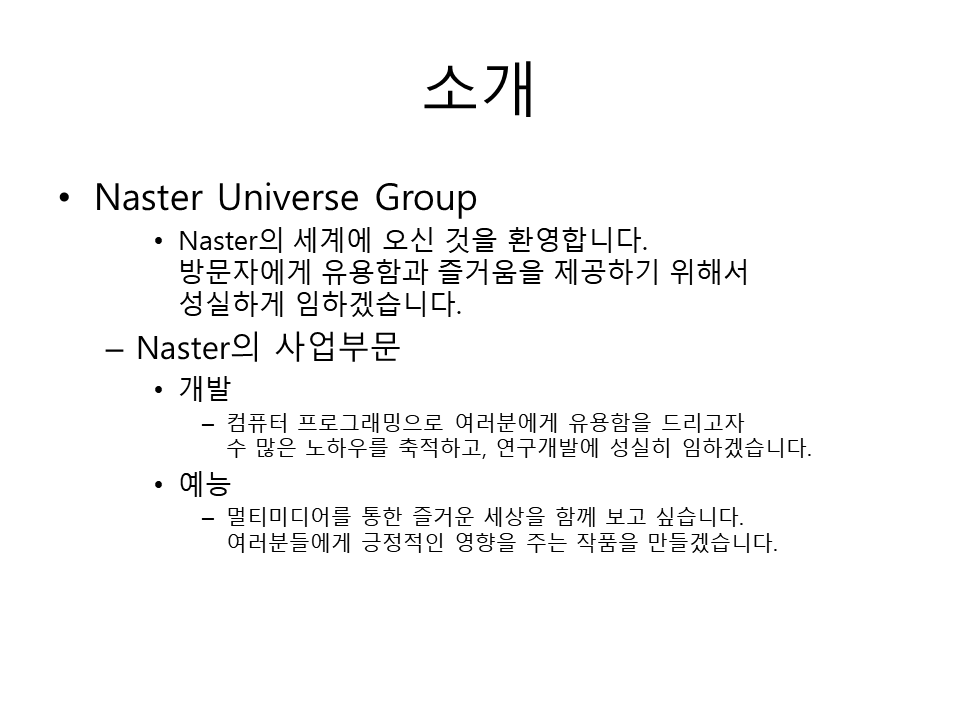 소개
• Naster Universe Group
• Naster의 세계에 오신 것을 환영합니다.
방문자에게 유용함과 즐거움을 제공하기 위해서
성실하게 임하겠습니다.
– Naster의 사업부문
• 개발
– 컴퓨터 프로그래밍으로 여러분에게 유용함을 드리고자
수 많은 노하우를 축적하고, 연구개발에 성실히 임하겠습니다.
• 예능
– 멀티미디어를 통한 즐거운 세상을 함께 보고 싶습니다.
여러분들에게 긍정적인 영향을 주는 작품을 만들겠습니다.